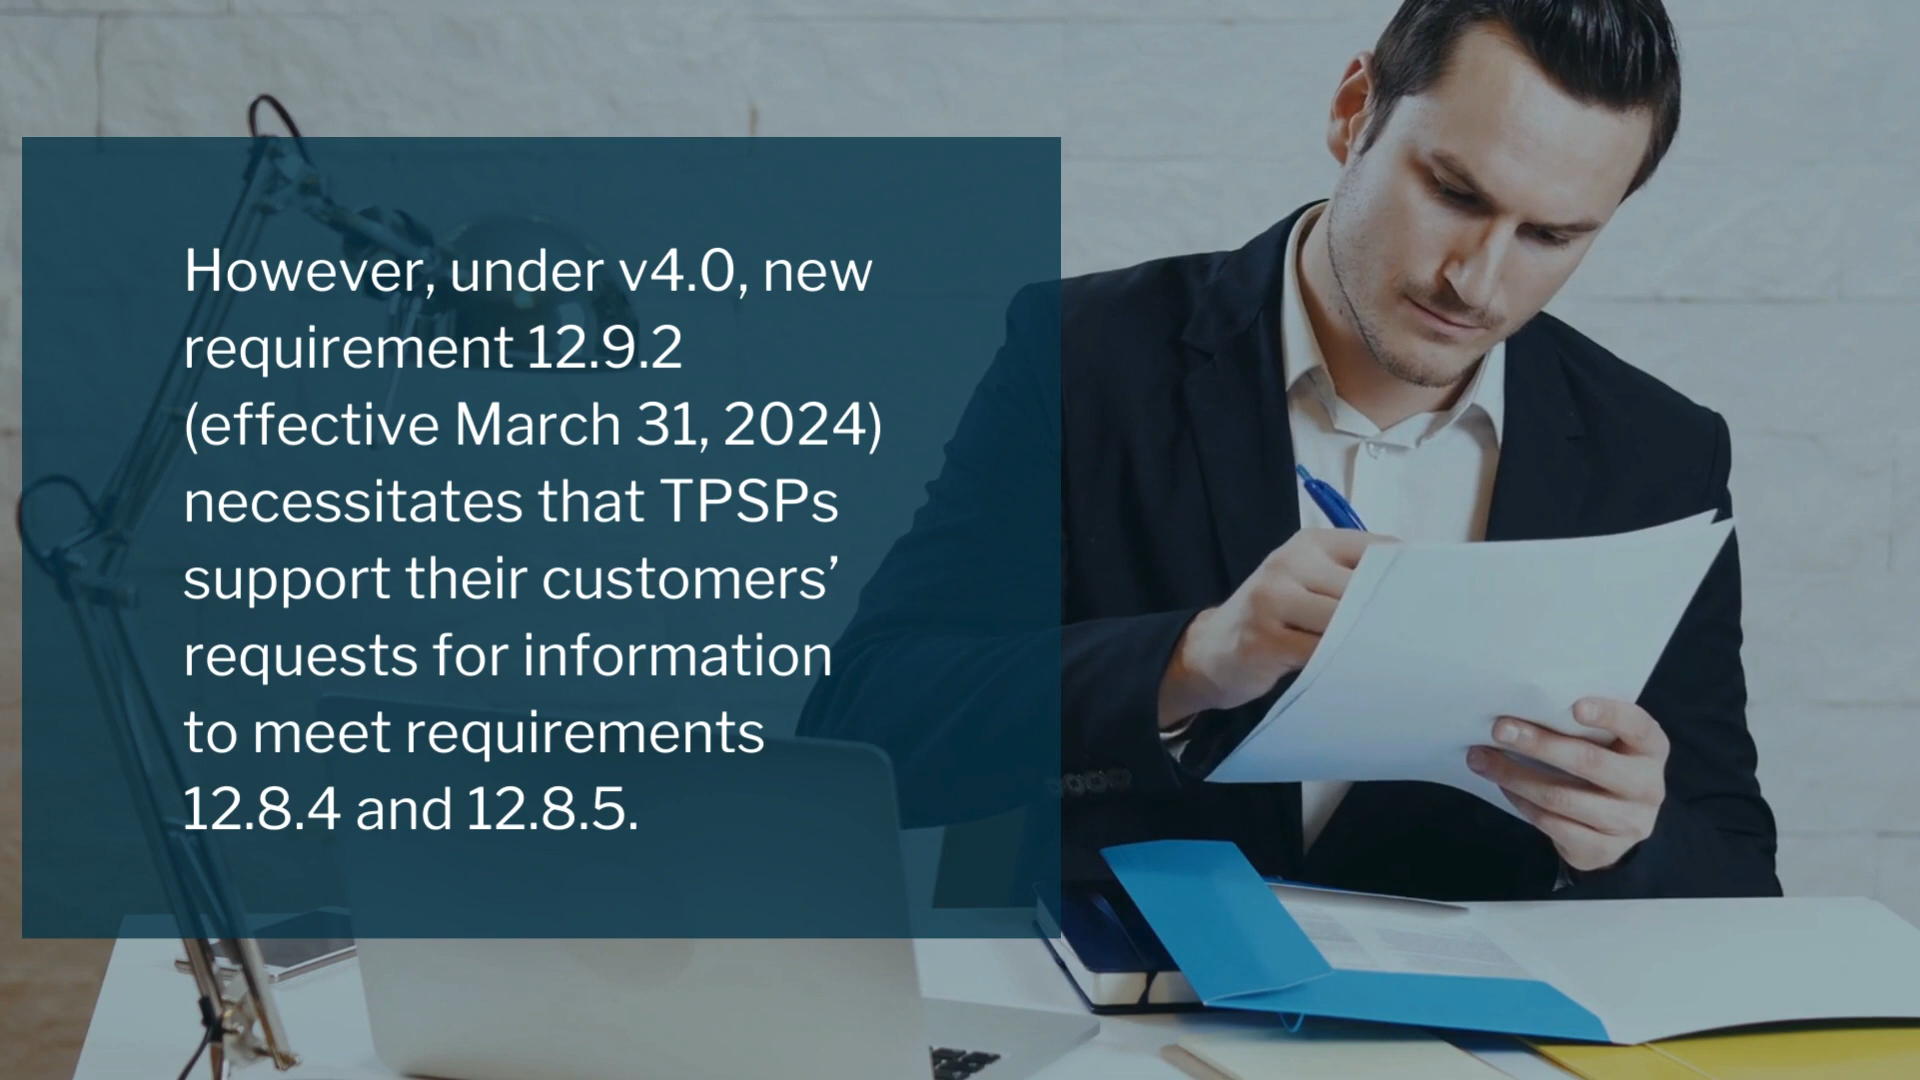 However, under v4.0, new
requirement 12.9.2
(effective March 31, 2024)
necessitates that TPSPs
support their customers’
requests for information
to meet requirements
12.8.4 and 12.8.5.